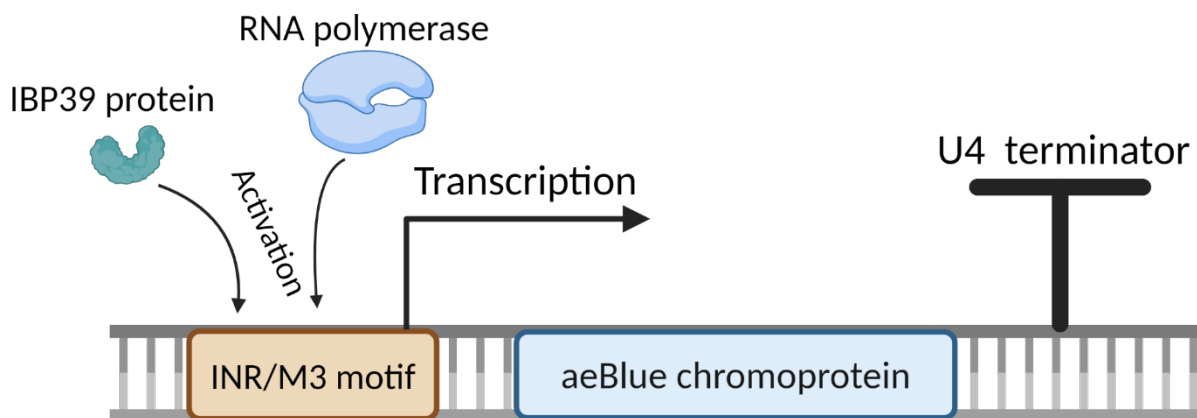 RNA polymerase
IBP39 protein
Activation
Transcription
U4 terminator
INR/M3 motif
aeBlue chromoprotein